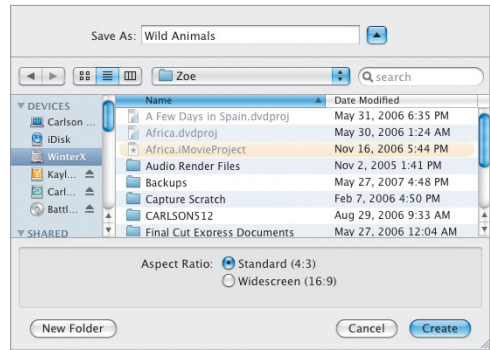 Save As: Wild Animals
Zoe
search
Name Date Modified
DEVICES
Carlson ...
iDisk
WinterX
Kayl...
Carl...
Battl...
SHARED
A Few Days in Spain.dvdproj May 31, 2006 6:35 PM
Africa.dvdproj May 30, 2006 1:24 AM
Africa.iMovieProject Nov 16, 2006 5:44 PM
Audio Render Files Nov 2, 2005 1:41 PM
Backups May 27, 2007 4:48 PM
Capture Scratch Feb 7, 2006 4:50 PM
CARLSON512 Aug 29, 2006 9:33 AM
Final Cut Express Documents May 27, 2006 12:04 AM
Aspect Ratio: Standard (4:3)
Widescreen (16:9)
New Folder Cancel Create